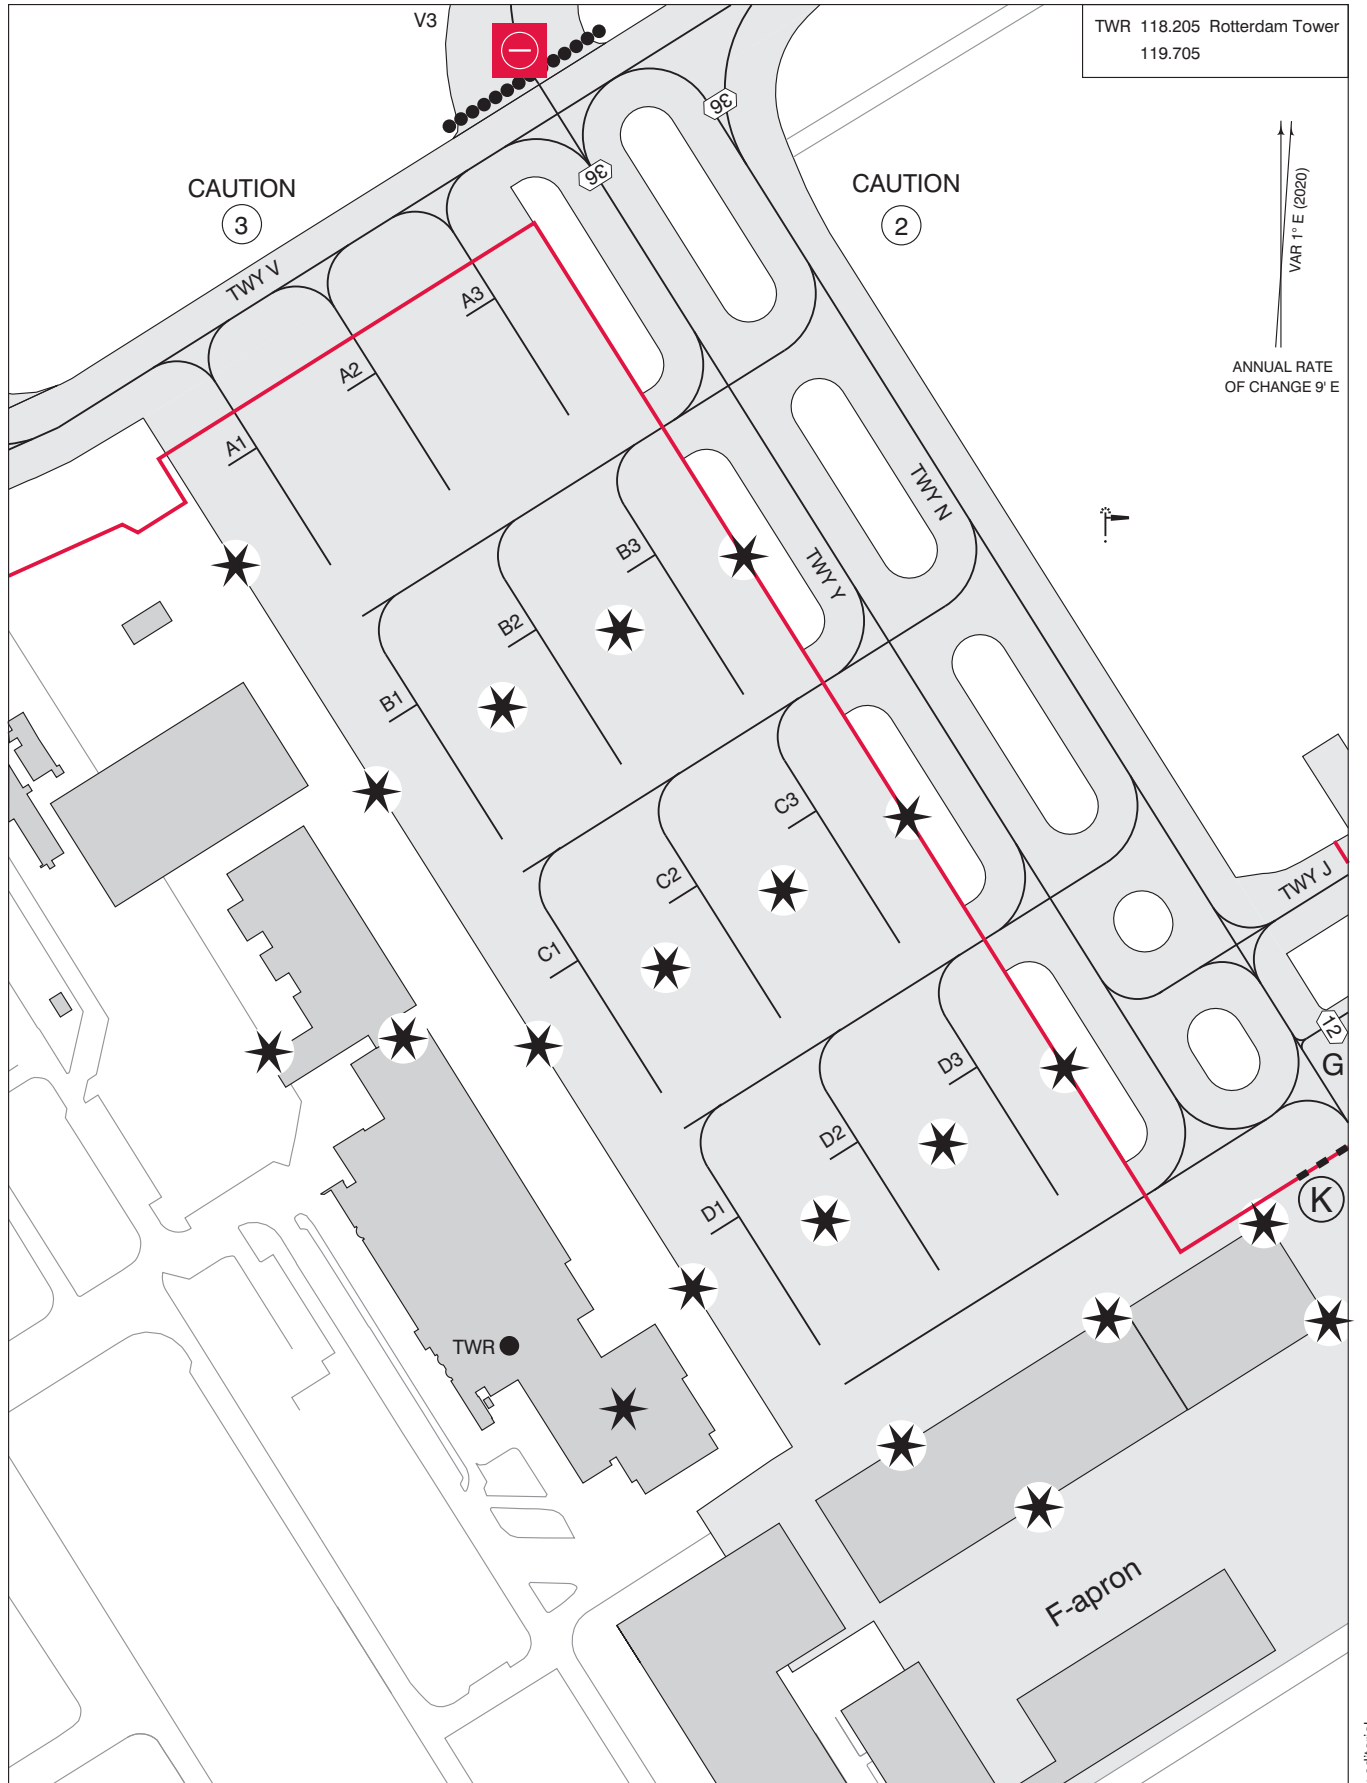 V3
TWR 118.205 Rotterdam Tower
119.705
36
36
CAUTION
3
CAUTION
2
VAR 1° E (2020)
ANNUAL RATE
OF CHANGE 9' E
TWY V
A3
A2
A1
TWY N
TWY Y
B3
B2
B1
C3
C2
C1
TWY J
12
G
D3
D2
D1
K
TWR
F-apron